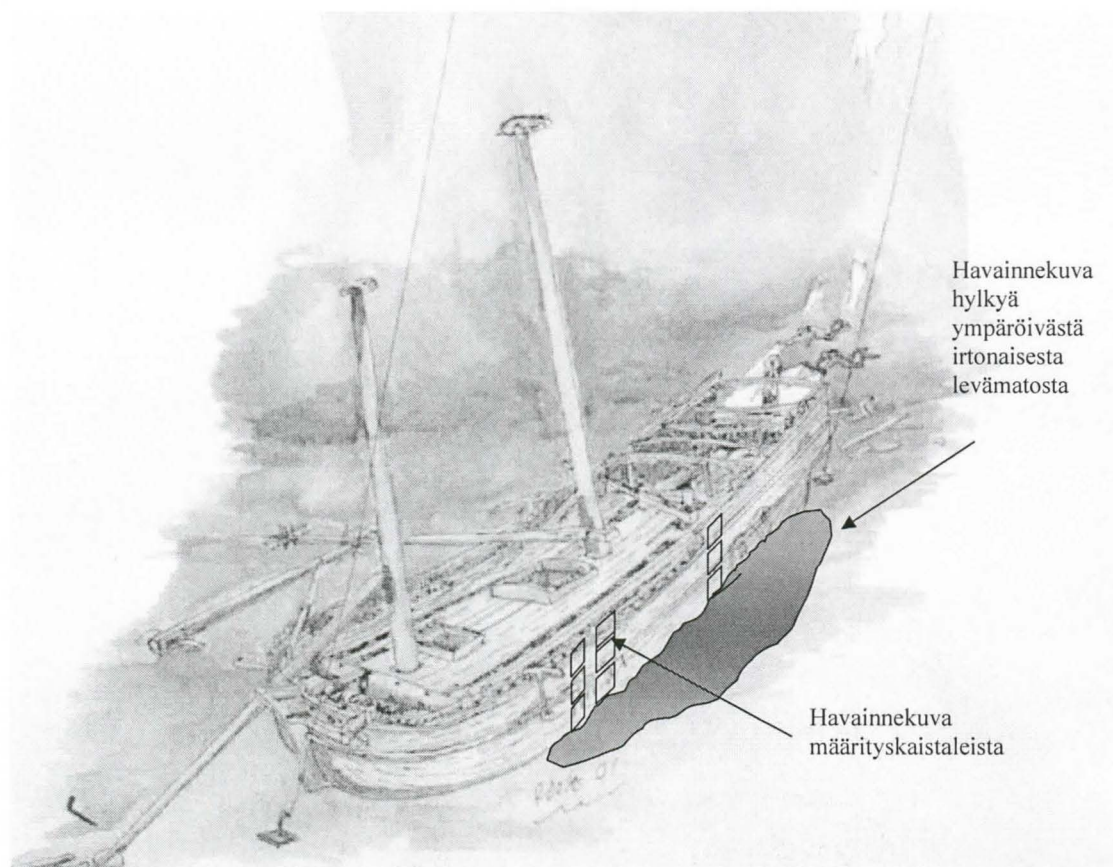 Havainnekuva
hylkyä
ympäröivästä
irtonaisesta
levämatosta
Havainnekuva
määrityskaistaleista